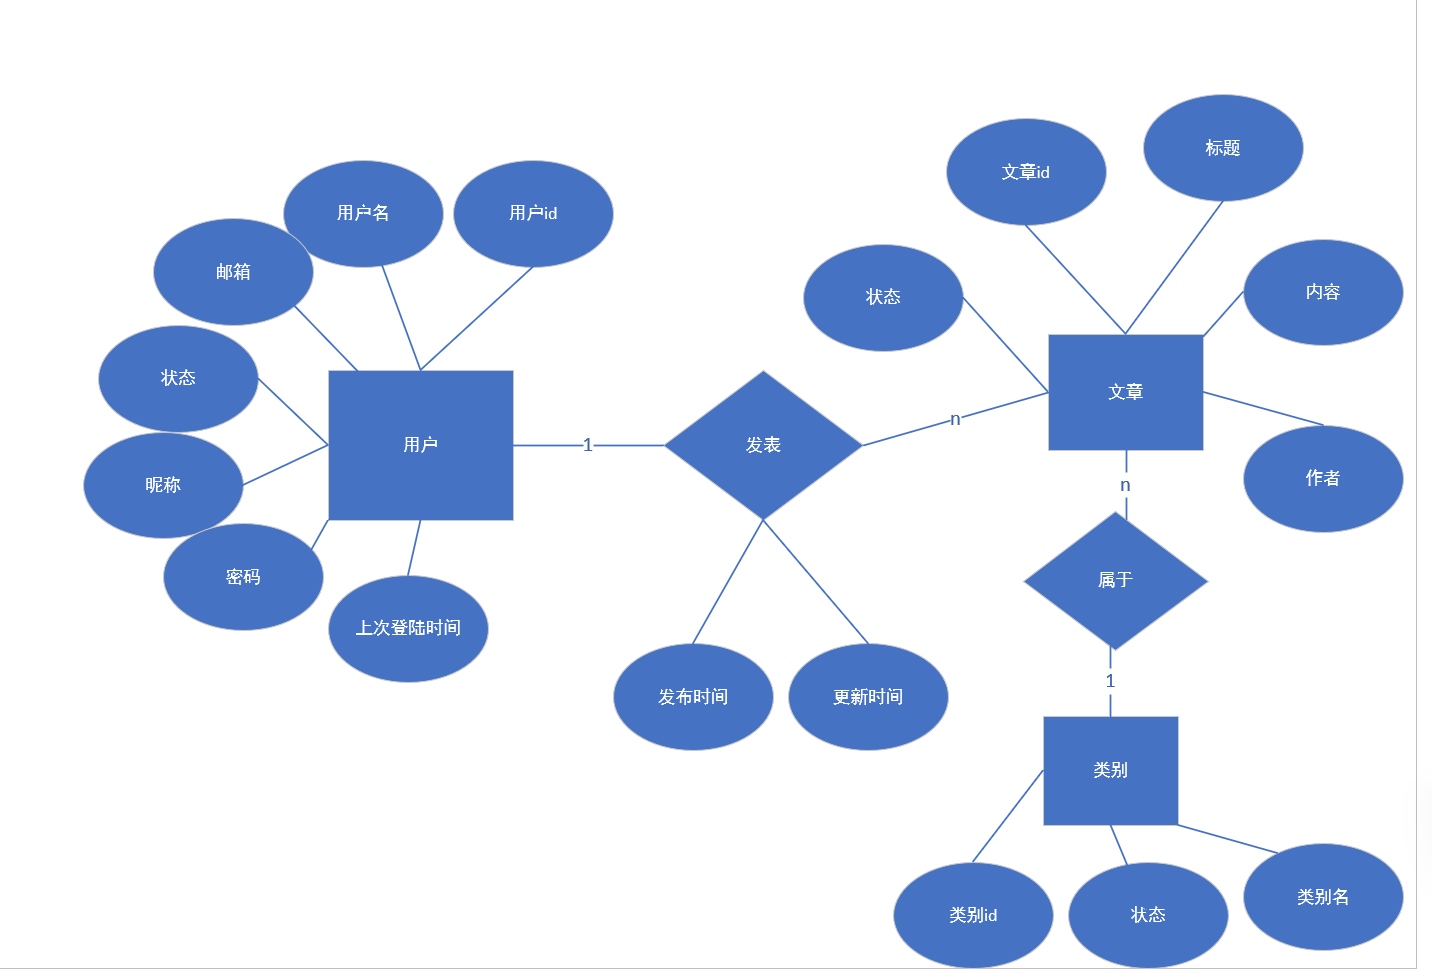 标题
文章id
用户名
用户id
邮箱
状态
内容
状态
文章
n
用户
1
发表
作者
昵称
n
密码
属于
上次登陆时间
1
发布时间
更新时间
类别
类别id
状态
类别名